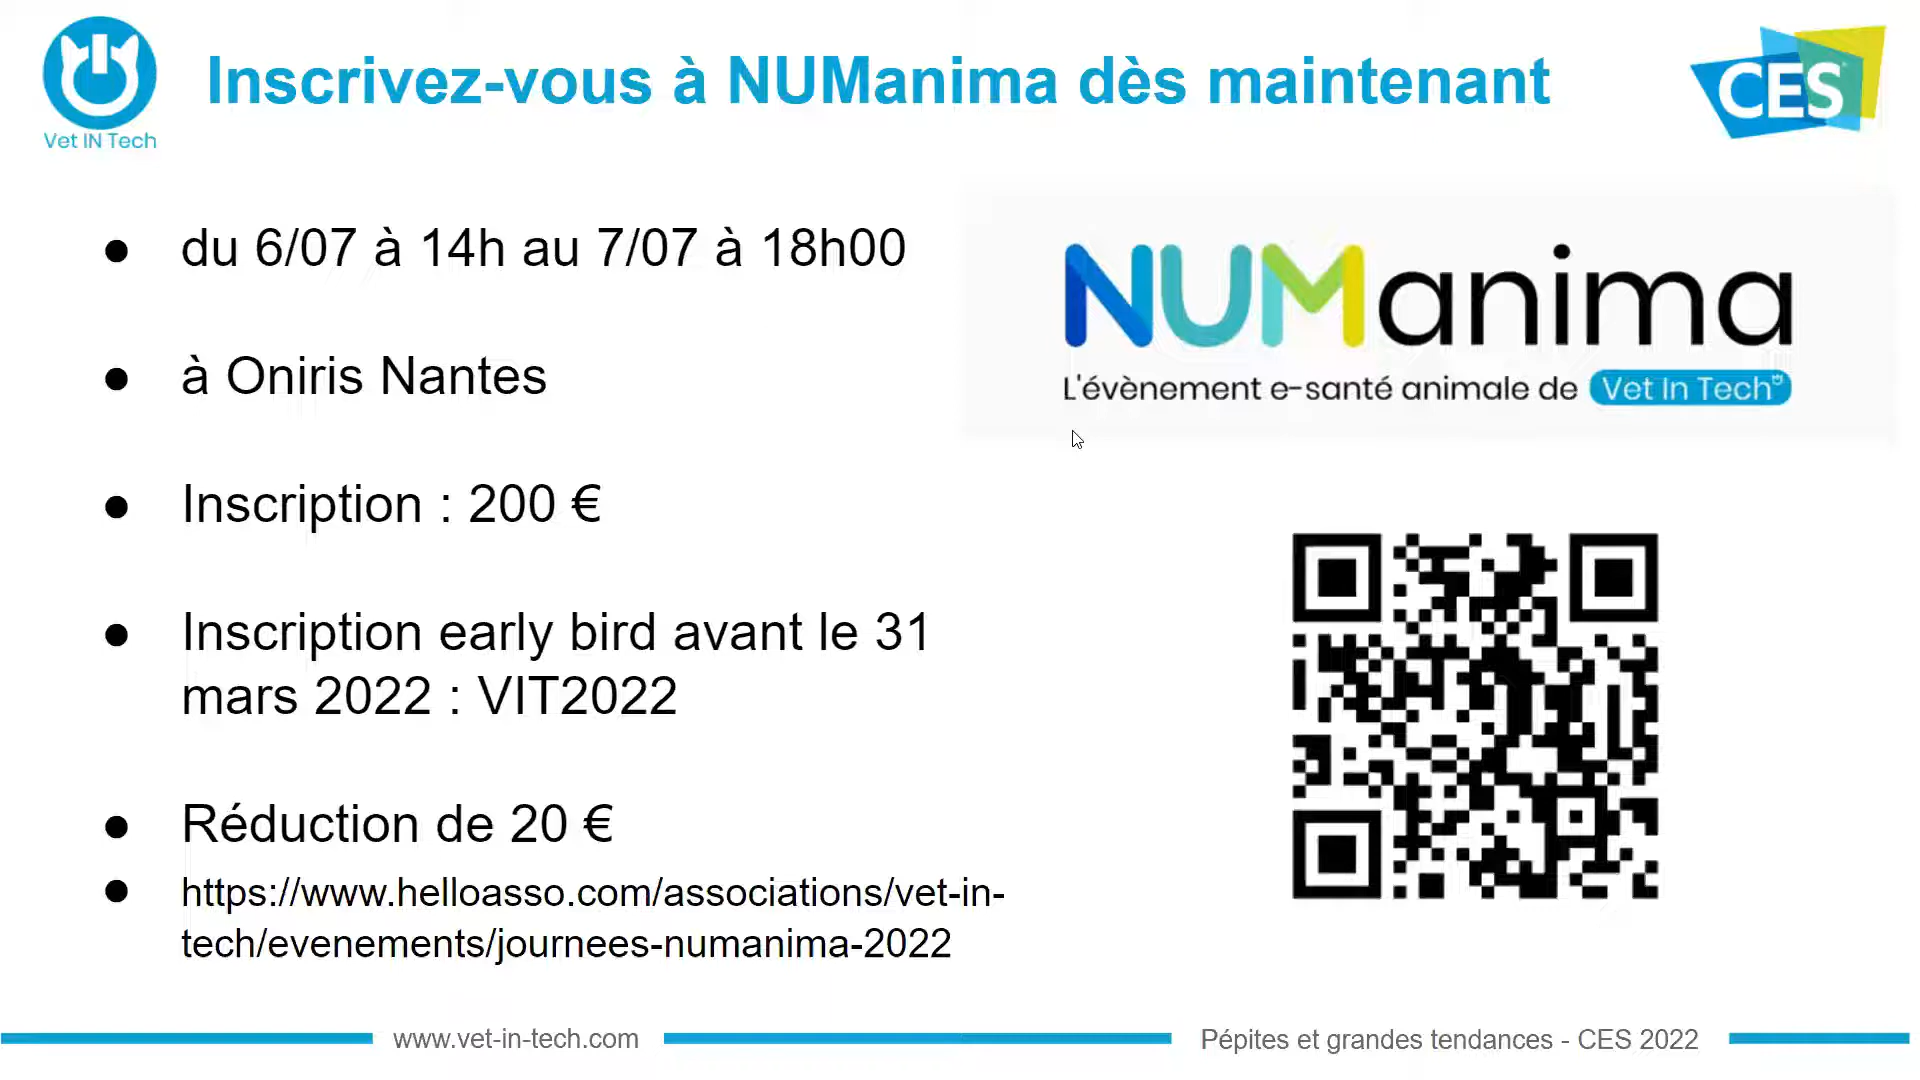 Vet IN Tech
Inscrivez-vous à NUManima dès maintenant
CES
● du 6/07 à 14h au 7/07 à 18h00
● à Oniris Nantes
● Inscription : 200 €
● Inscription early bird avant le 31
mars 2022 : VIT2022
● Réduction de 20 €
● https://www.helloasso.com/associations/vet-in-
tech/evenements/journees-numanima-2022
NUManima
L'évènement e-santé animale de Vet In Tech
www.vet-in-tech.com
Pépites et grandes tendances - CES 2022